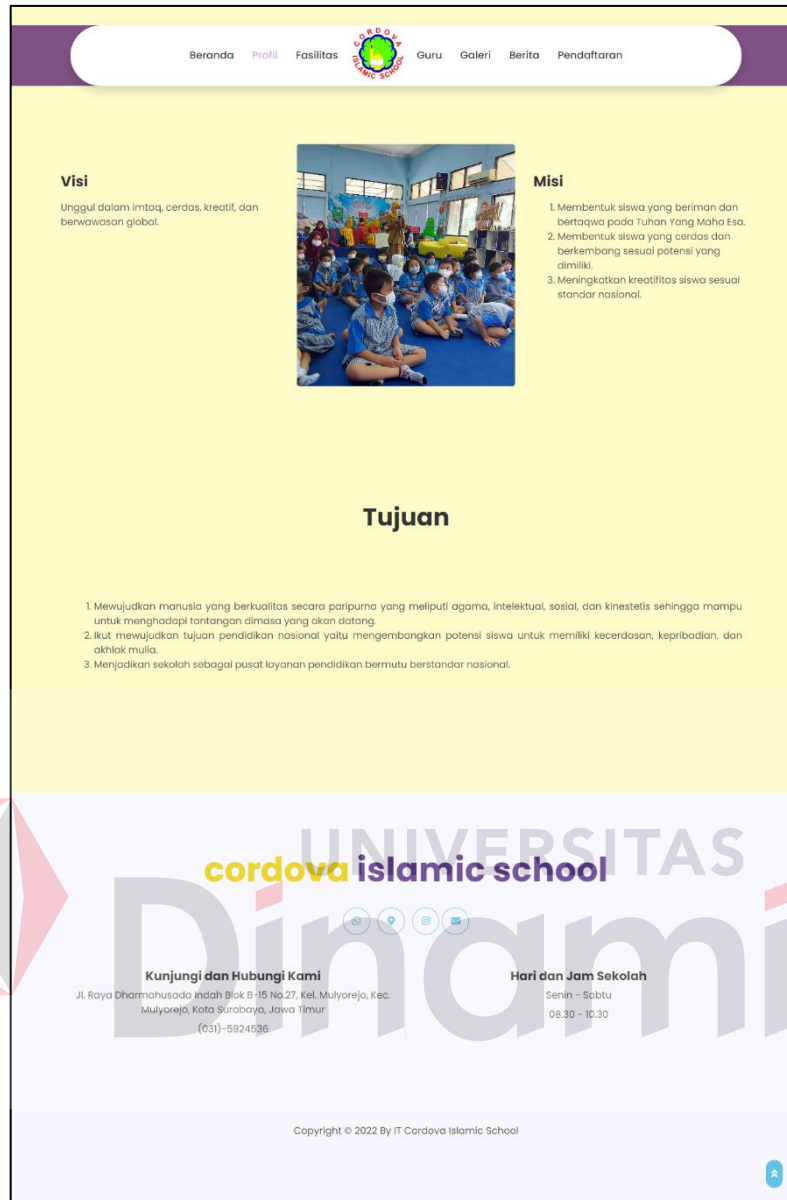 Beranda Profil Fasilitas CORDOVA ISLAMIC SCHOOL Guru Galeri Berita Pendaftaran
Visi
Unggul dalam imtaq, cerdas, kreatif, dan
berwawasan global.
Misi
1. Membentuk siswa yang beriman dan
bertaqwa pada Tuhan Yang Maha Esa.
2. Membentuk siswa yang cerdas dan
berkembang sesuai potensi yang
dimiliki.
3. Meningkatkan kreatifitas siswa sesuai
standar nasional.
Tujuan
1. Mewujudkan manusia yang berkualitas secara paripurna yang meliputi agama, intelektual, sosial, dan kinestetis sehingga mampu
untuk menghadapi tantangan dimasa yang akan datang.
2. Ikut mewujudkan tujuan pendidikan nasional yaitu mengembangkan potensi siswa untuk memiliki kecerdasan, kepribadian, dan
akhlak mulia.
3. Menjadikan sekolah sebagai pusat layanan pendidikan bermutu berstandar nasional.
UNIVERSITAS
Dinami
cordova islamic school
Kunjungi dan Hubungi Kami
Jl. Raya Dharmahusada Indah Blok B-15 No.27, Kel. Mulyorejo, Kec.
Mulyorejo, Kota Surabaya, Jawa Timur
(031)-5924536
Hari dan Jam Sekolah
Senin - Sabtu
08.30 - 10.30
Copyright © 2022 By IT Cordova Islamic School